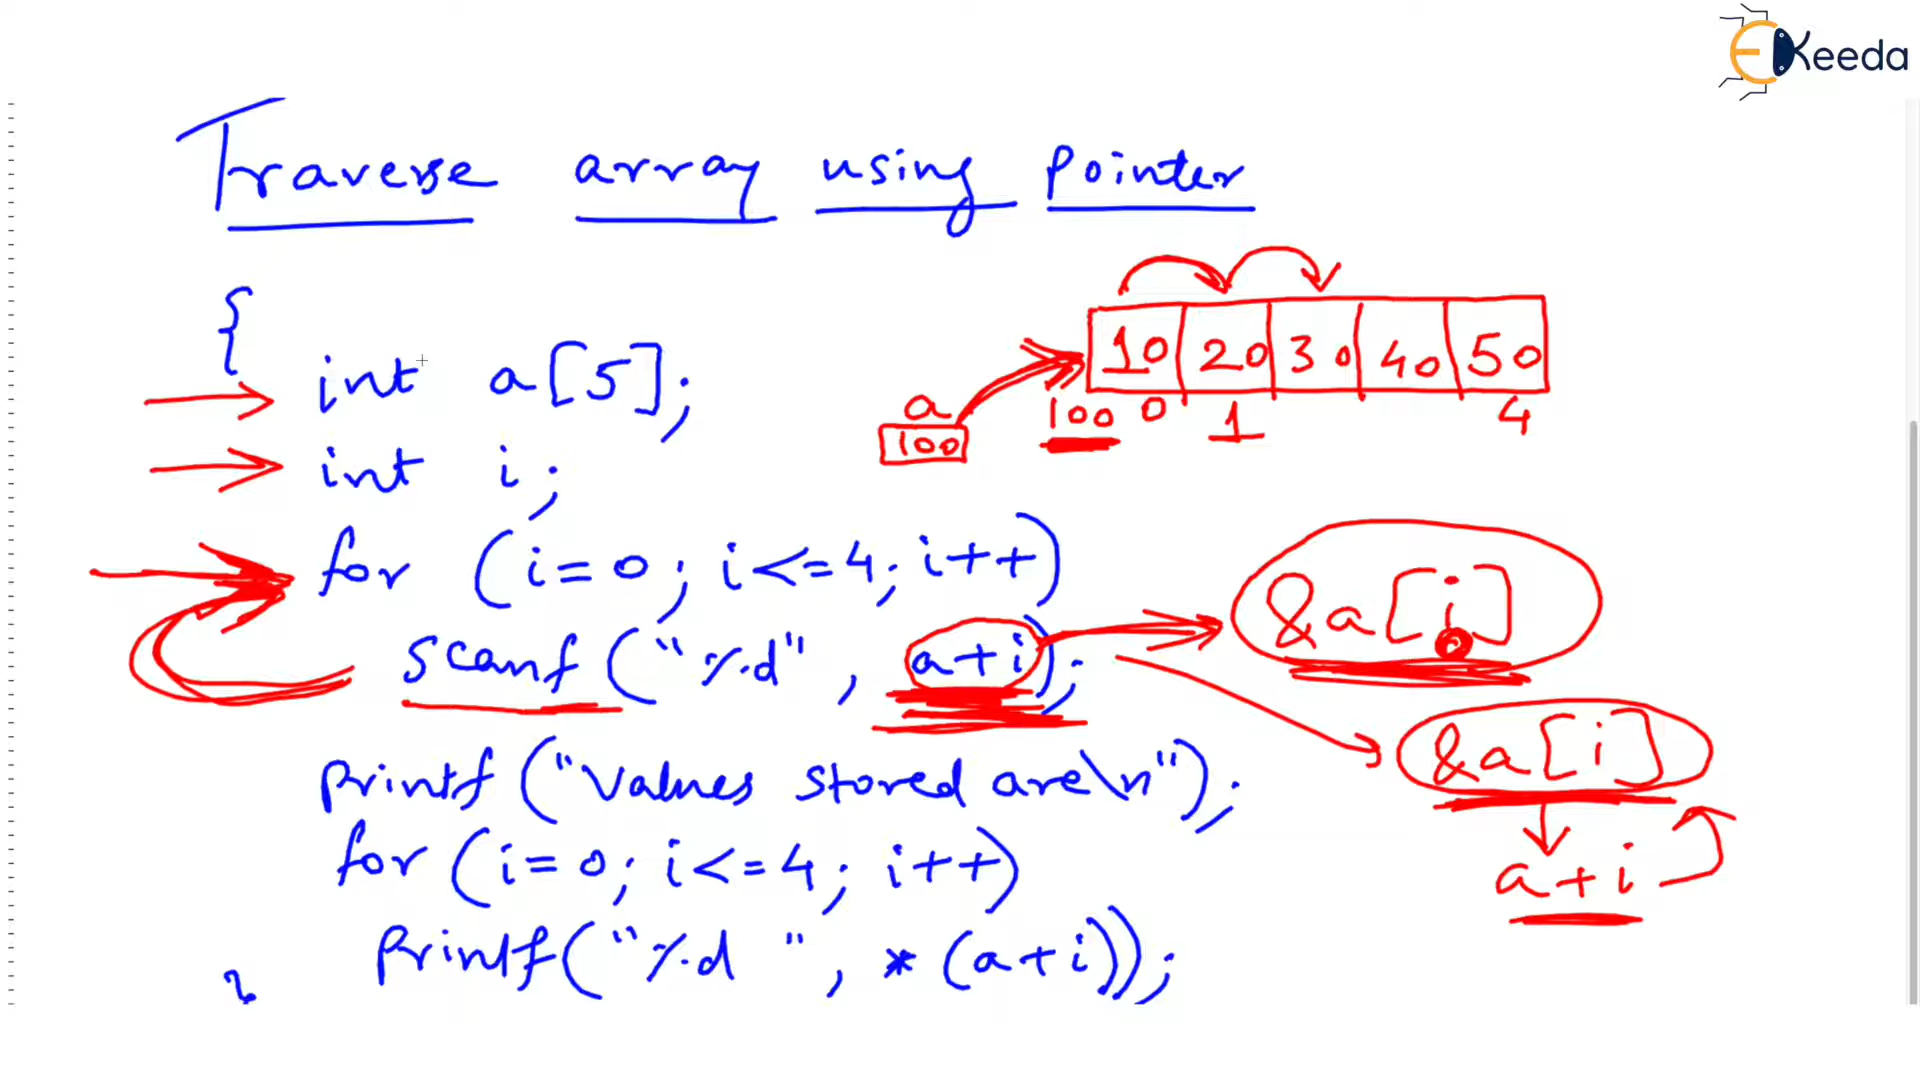 EKeeda
Traverse array using pointer
{
int a[5];
int i;
for (i=0; i<=4; i++)
scanf ("%d", a+i);
printf ("values stored are\n");
for (i=0; i<=4; i++)
Printf("%d ", *(a+i));
10 20 30 40 50
a
100
100 0 1 4
&a[i]
&a[i]
a+i